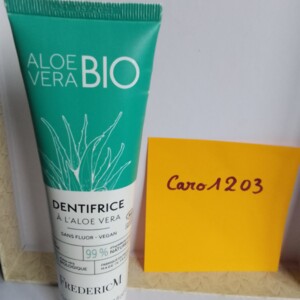 ALOE
VERA BIO
DENTIFRICE
À L'ALOE VERA
SANS FLUOR - VEGAN
99%
FREDERIC M
Caro1203